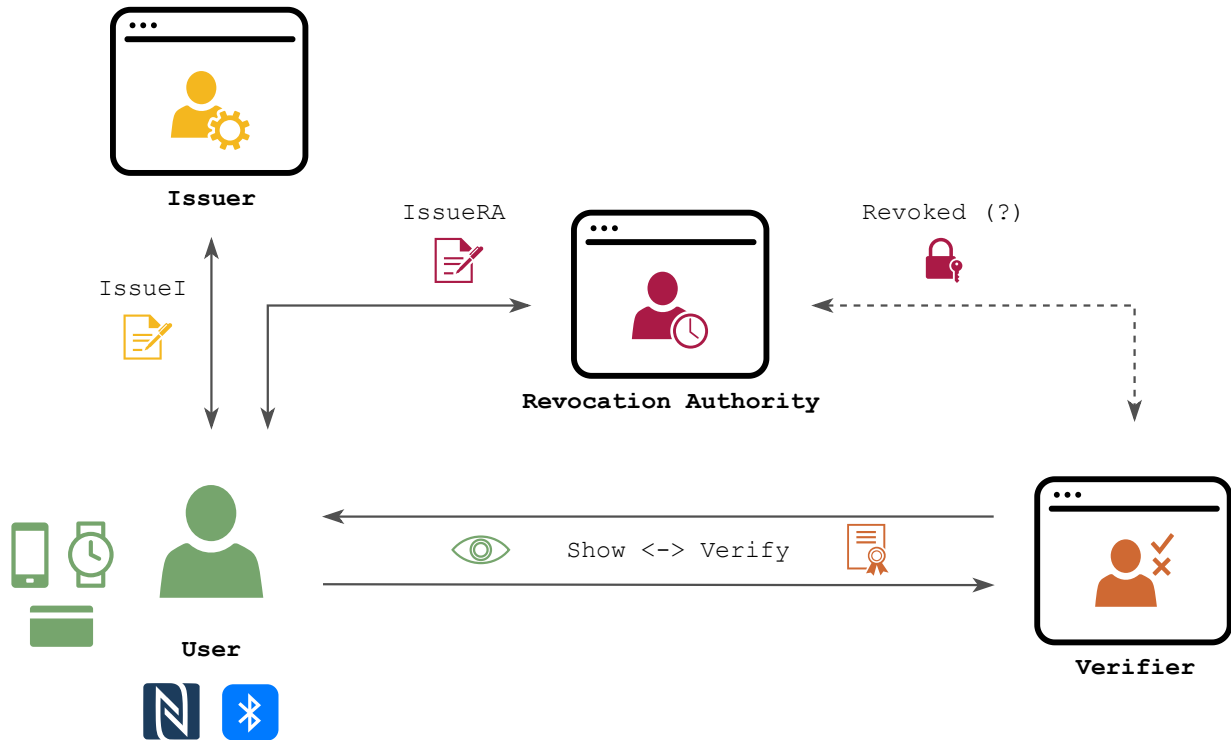 Issuer
IssueRA
Revoked (?)
IssueI
Revocation Authority
Show <-> Verify
User
Verifier